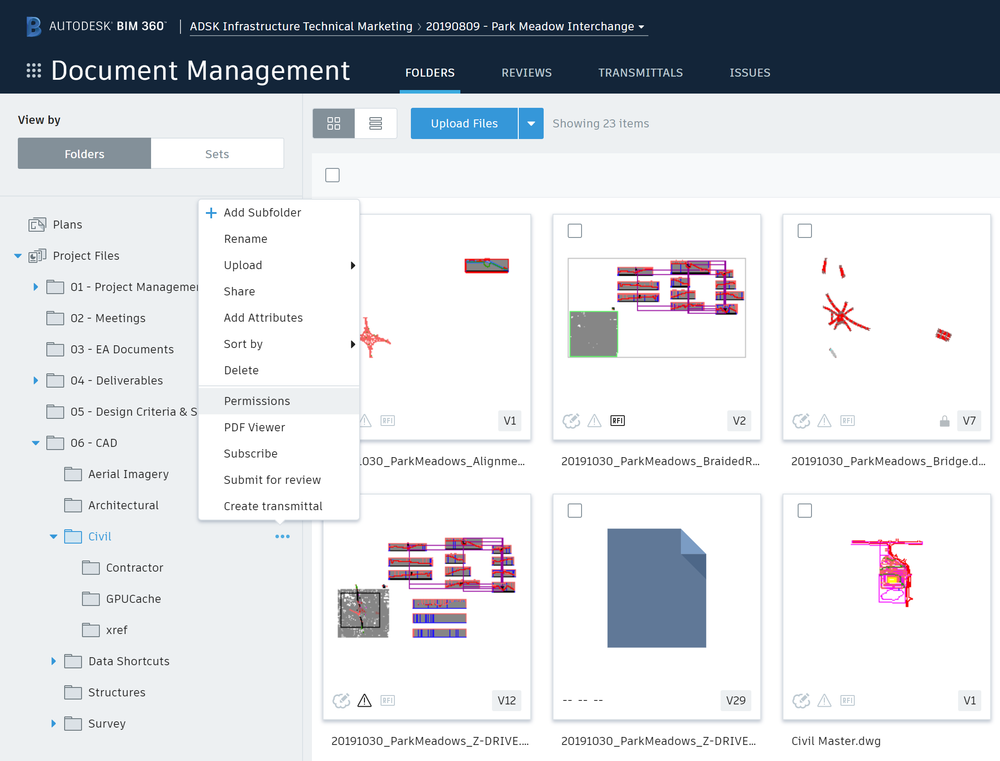 AUTODESK® BIM 360™ | ADSK Infrastructure Technical Marketing › 20190809 - Park Meadow Interchange
Document Management
FOLDERS REVIEWS TRANSMITTALS ISSUES
View by
Folders Sets
Upload Files Showing 23 items
Plans
Project Files
01 - Project Managemen
02 - Meetings
03 - EA Documents
04 - Deliverables
05 - Design Criteria & S
06 - CAD
Aerial Imagery
Architectural
Civil
Contractor
GPUCache
xref
Data Shortcuts
Structures
Survey
Add Subfolder
Rename
Upload
Share
Add Attributes
Sort by
Delete
Permissions
PDF Viewer
Subscribe
Submit for review
Create transmittal
RFI V1
RFI V2
RFI V7
1030_ParkMeadows_Alignme...
20191030_ParkMeadows_BraidedR...
20191030_ParkMeadows_Bridge.d...
RFI V12
-- -- -- V29
RFI V1
20191030_ParkMeadows_Z-DRIVE....
20191030_ParkMeadows_Z-DRIVE...
Civil Master.dwg